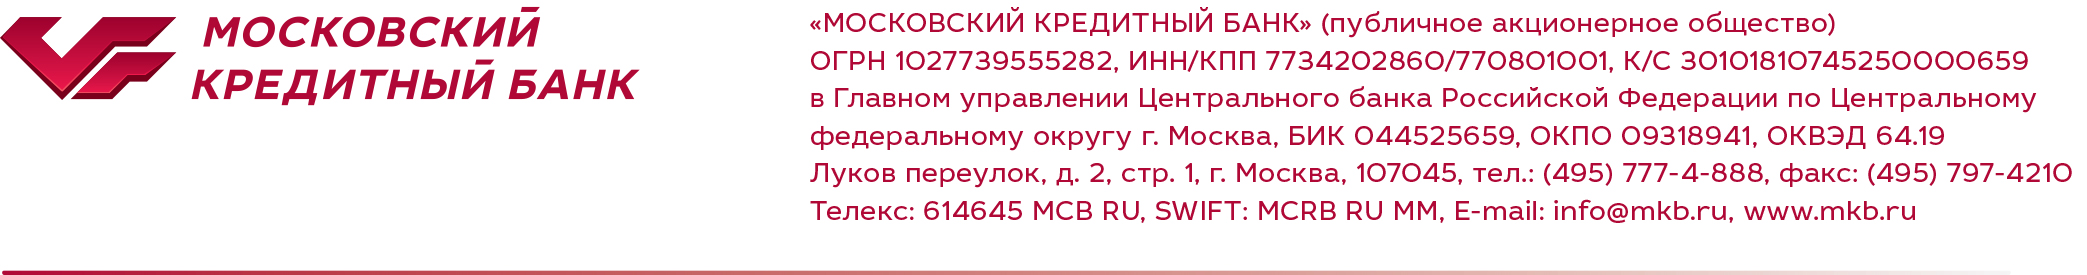 МОСКОВСКИЙ
КРЕДИТНЫЙ БАНК
«МОСКОВСКИЙ КРЕДИТНЫЙ БАНК» (публичное акционерное общество)
ОГРН 1027739555282, ИНН/КПП 7734202860/770801001, К/С 30101810745250000659
в Главном управлении Центрального банка Российской Федерации по Центральному
федеральному округу г. Москва, БИК 044525659, ОКПО 09318941, ОКВЭД 64.19
Луков переулок, д. 2, стр. 1, г. Москва, 107045, тел.: (495) 777-4-888, факс: (495) 797-4210
Телекс: 614645 MCB RU, SWIFT: MCRB RU MM, E-mail: info@mkb.ru, www.mkb.ru